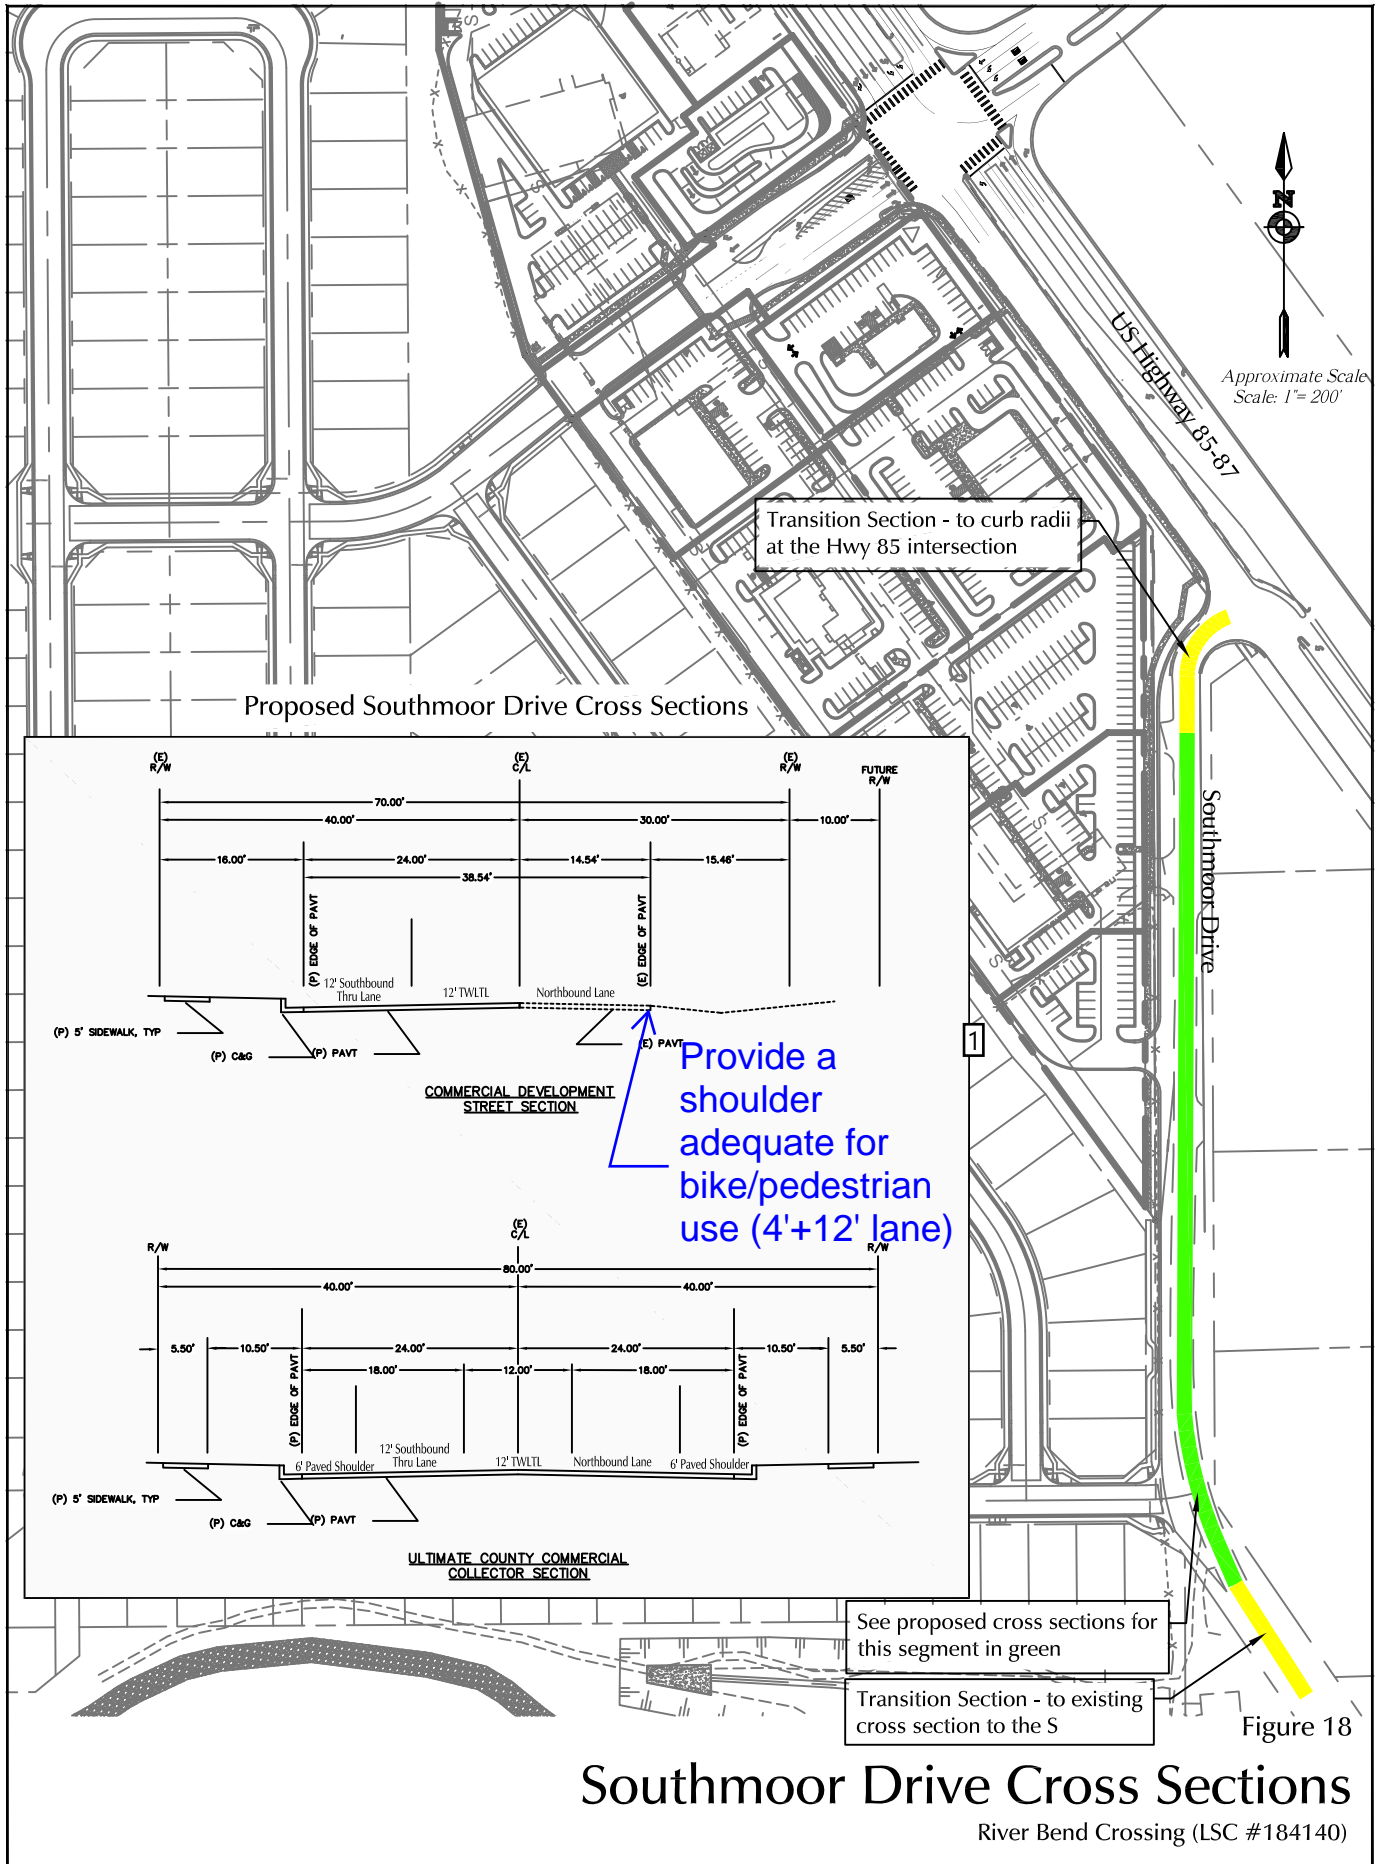 N
Approximate Scale
Scale: 1"= 200'
US Highway 85-87
Transition Section - to curb radii
at the Hwy 85 intersection
Southmoor Drive
Proposed Southmoor Drive Cross Sections
(E)
R/W
(E)
C/L
(E)
R/W
FUTURE
R/W
70.00'
40.00'
30.00'
10.00'
16.00'
24.00'
14.54'
15.46'
38.54'
(P) EDGE OF PAVT
(E) EDGE OF PAVT
12' Southbound
Thru Lane
12' TWLTL
Northbound Lane
(P) 5' SIDEWALK, TYP
(P) C&G
(P) PAVT
(E) PAVT
COMMERCIAL DEVELOPMENT
STREET SECTION
Provide a
shoulder
adequate for
bike/pedestrian
use (4'+12' lane)
1
R/W
(E)
C/L
R/W
80.00'
40.00'
40.00'
5.50'
10.50'
24.00'
24.00'
10.50'
5.50'
18.00'
12.00'
18.00'
(P) EDGE OF PAVT
(P) EDGE OF PAVT
6' Paved Shoulder
12' Southbound
Thru Lane
12' TWLTL
Northbound Lane
6' Paved Shoulder
(P) 5' SIDEWALK, TYP
(P) C&G
(P) PAVT
ULTIMATE COUNTY COMMERCIAL
COLLECTOR SECTION
See proposed cross sections for
this segment in green
Transition Section - to existing
cross section to the S
Figure 18
Southmoor Drive Cross Sections
River Bend Crossing (LSC #184140)